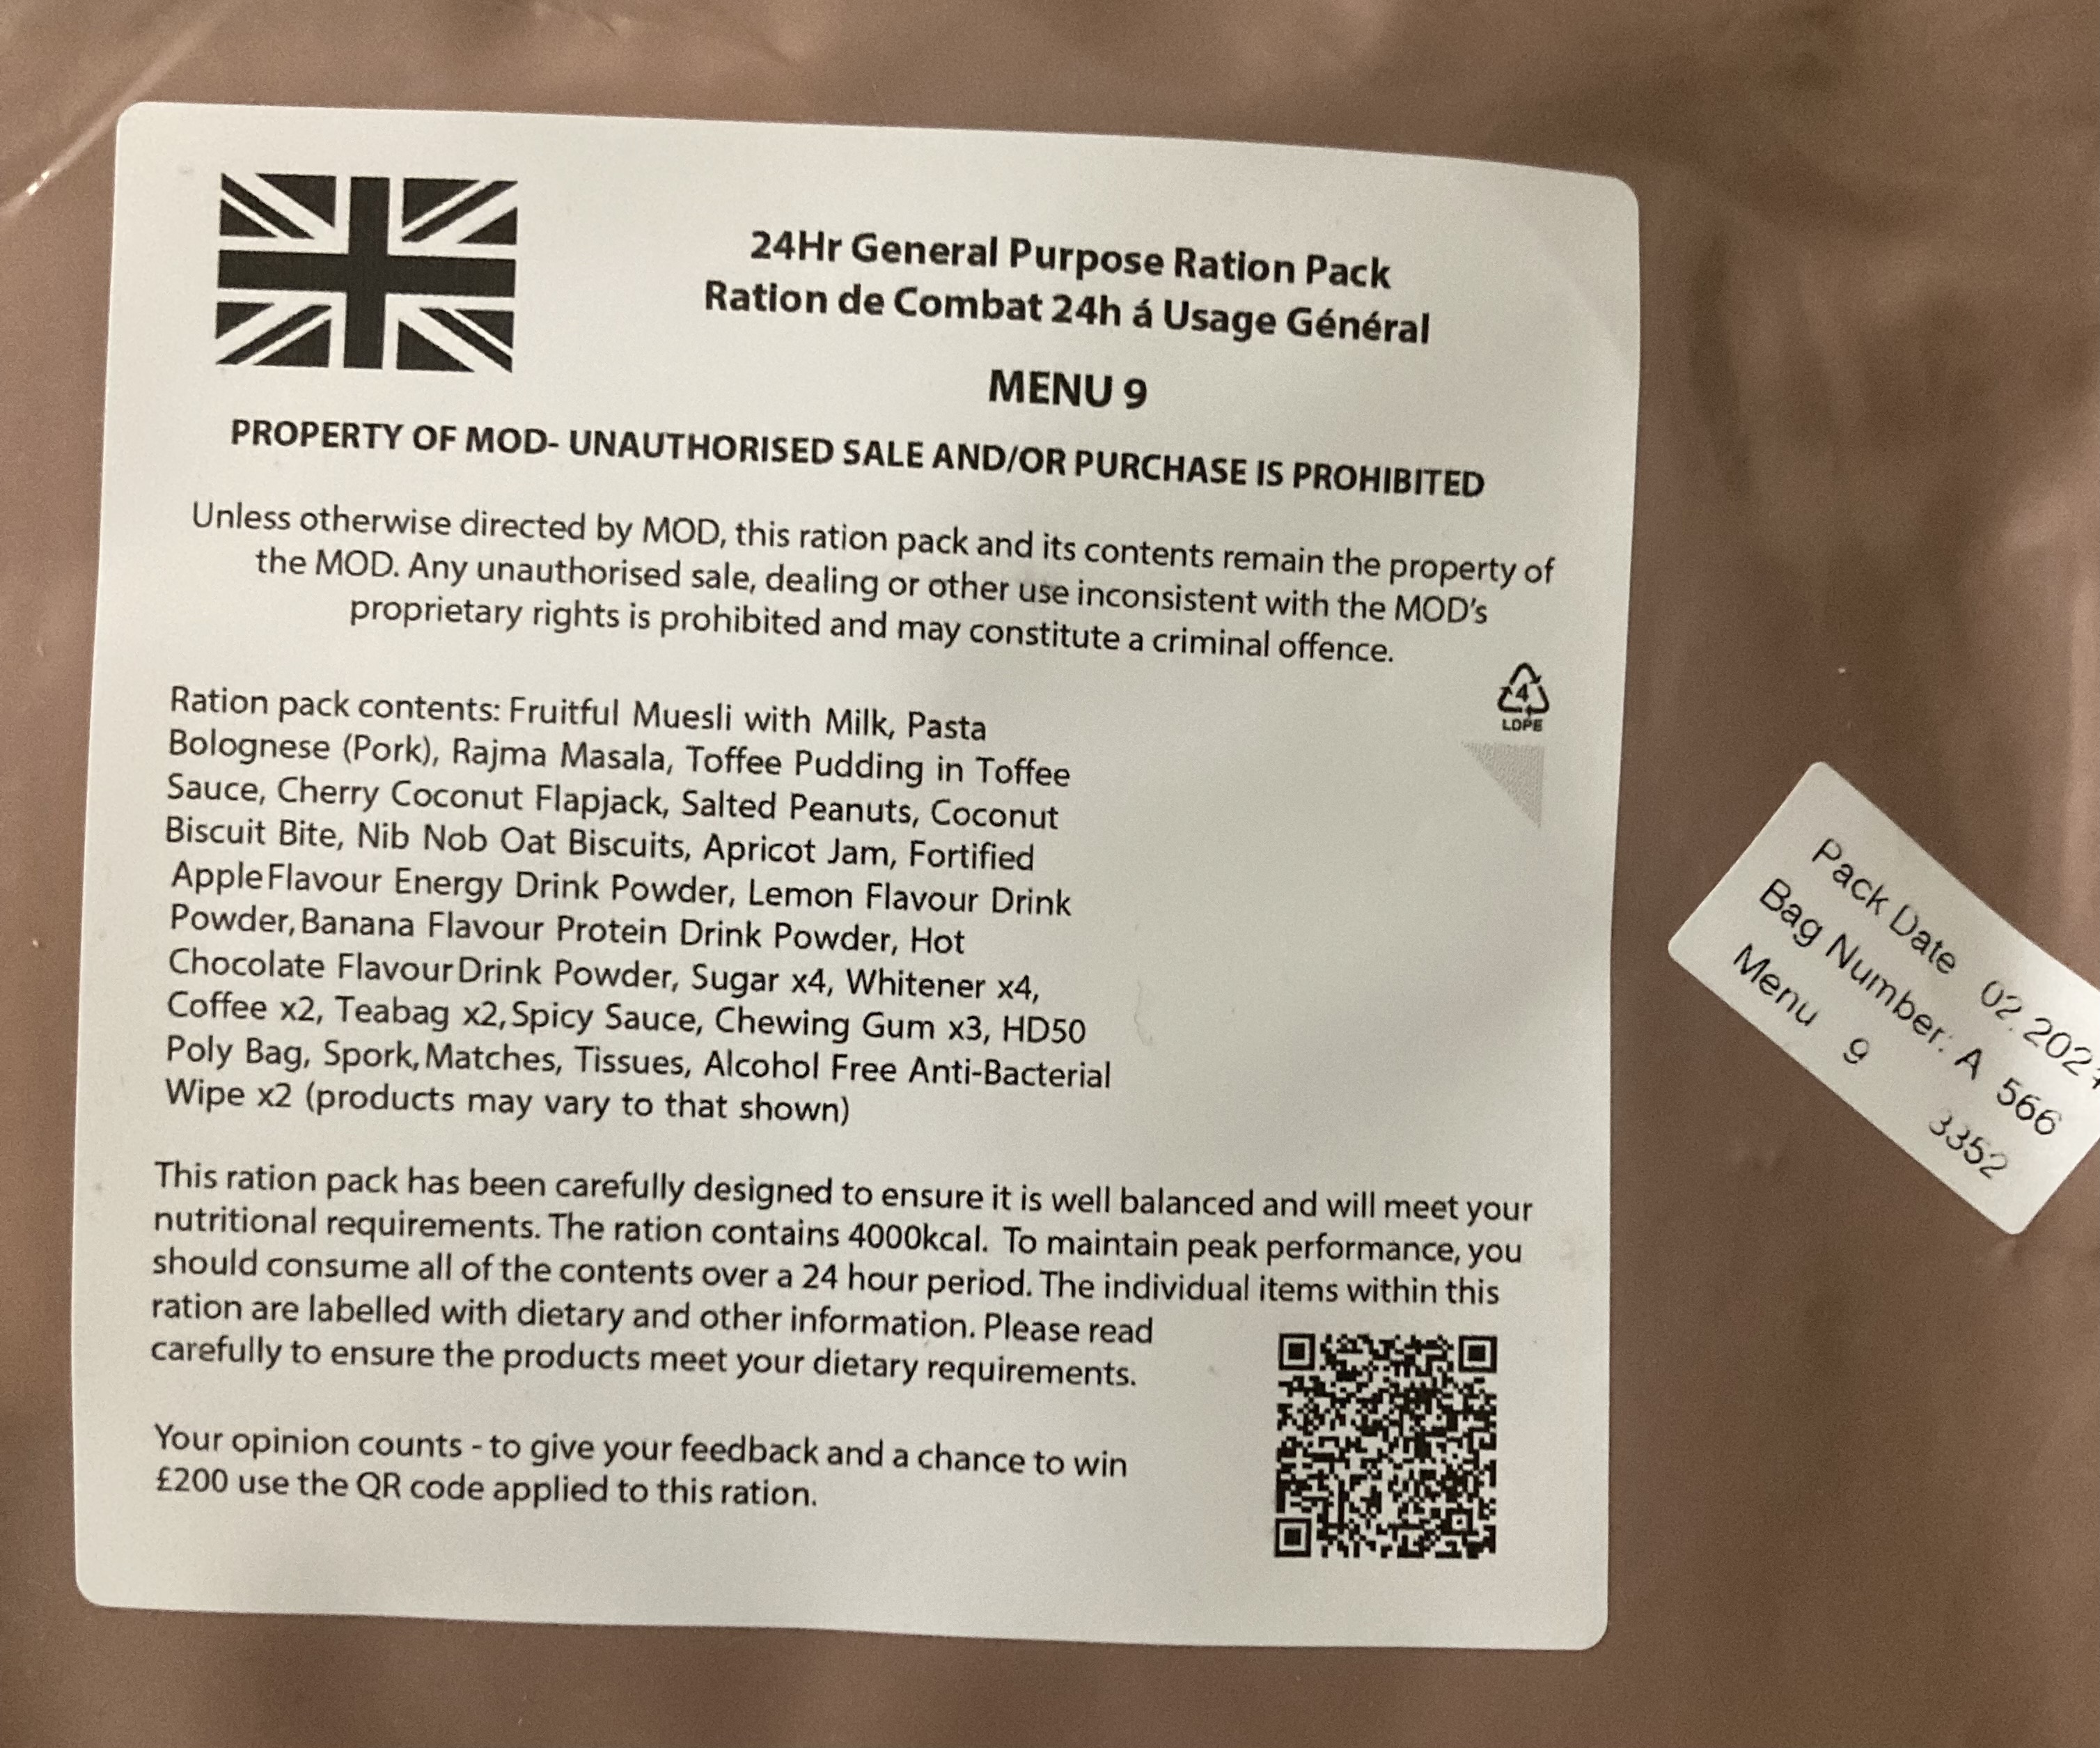 24Hr General Purpose Ration Pack
Ration de Combat 24h á Usage Général
MENU 9
PROPERTY OF MOD- UNAUTHORISED SALE AND/OR PURCHASE IS PROHIBITED
Unless otherwise directed by MOD, this ration pack and its contents remain the property of
the MOD. Any unauthorised sale, dealing or other use inconsistent with the MOD's
proprietary rights is prohibited and may constitute a criminal offence.
4
LDPE
Ration pack contents: Fruitful Muesli with Milk, Pasta
Bolognese (Pork), Rajma Masala, Toffee Pudding in Toffee
Sauce, Cherry Coconut Flapjack, Salted Peanuts, Coconut
Biscuit Bite, Nib Nob Oat Biscuits, Apricot Jam, Fortified
Apple Flavour Energy Drink Powder, Lemon Flavour Drink
Powder, Banana Flavour Protein Drink Powder, Hot
Chocolate Flavour Drink Powder, Sugar x4, Whitener x4,
Coffee x2, Teabag x2, Spicy Sauce, Chewing Gum x3, HD50
Poly Bag, Spork, Matches, Tissues, Alcohol Free Anti-Bacterial
Wipe x2 (products may vary to that shown)
This ration pack has been carefully designed to ensure it is well balanced and will meet your
nutritional requirements. The ration contains 4000kcal. To maintain peak performance, you
should consume all of the contents over a 24 hour period. The individual items within this
ration are labelled with dietary and other information. Please read
carefully to ensure the products meet your dietary requirements.
Your opinion counts - to give your feedback and a chance to win
£200 use the QR code applied to this ration.
Pack Date
Bag Number: A 566
Menu 9
3352